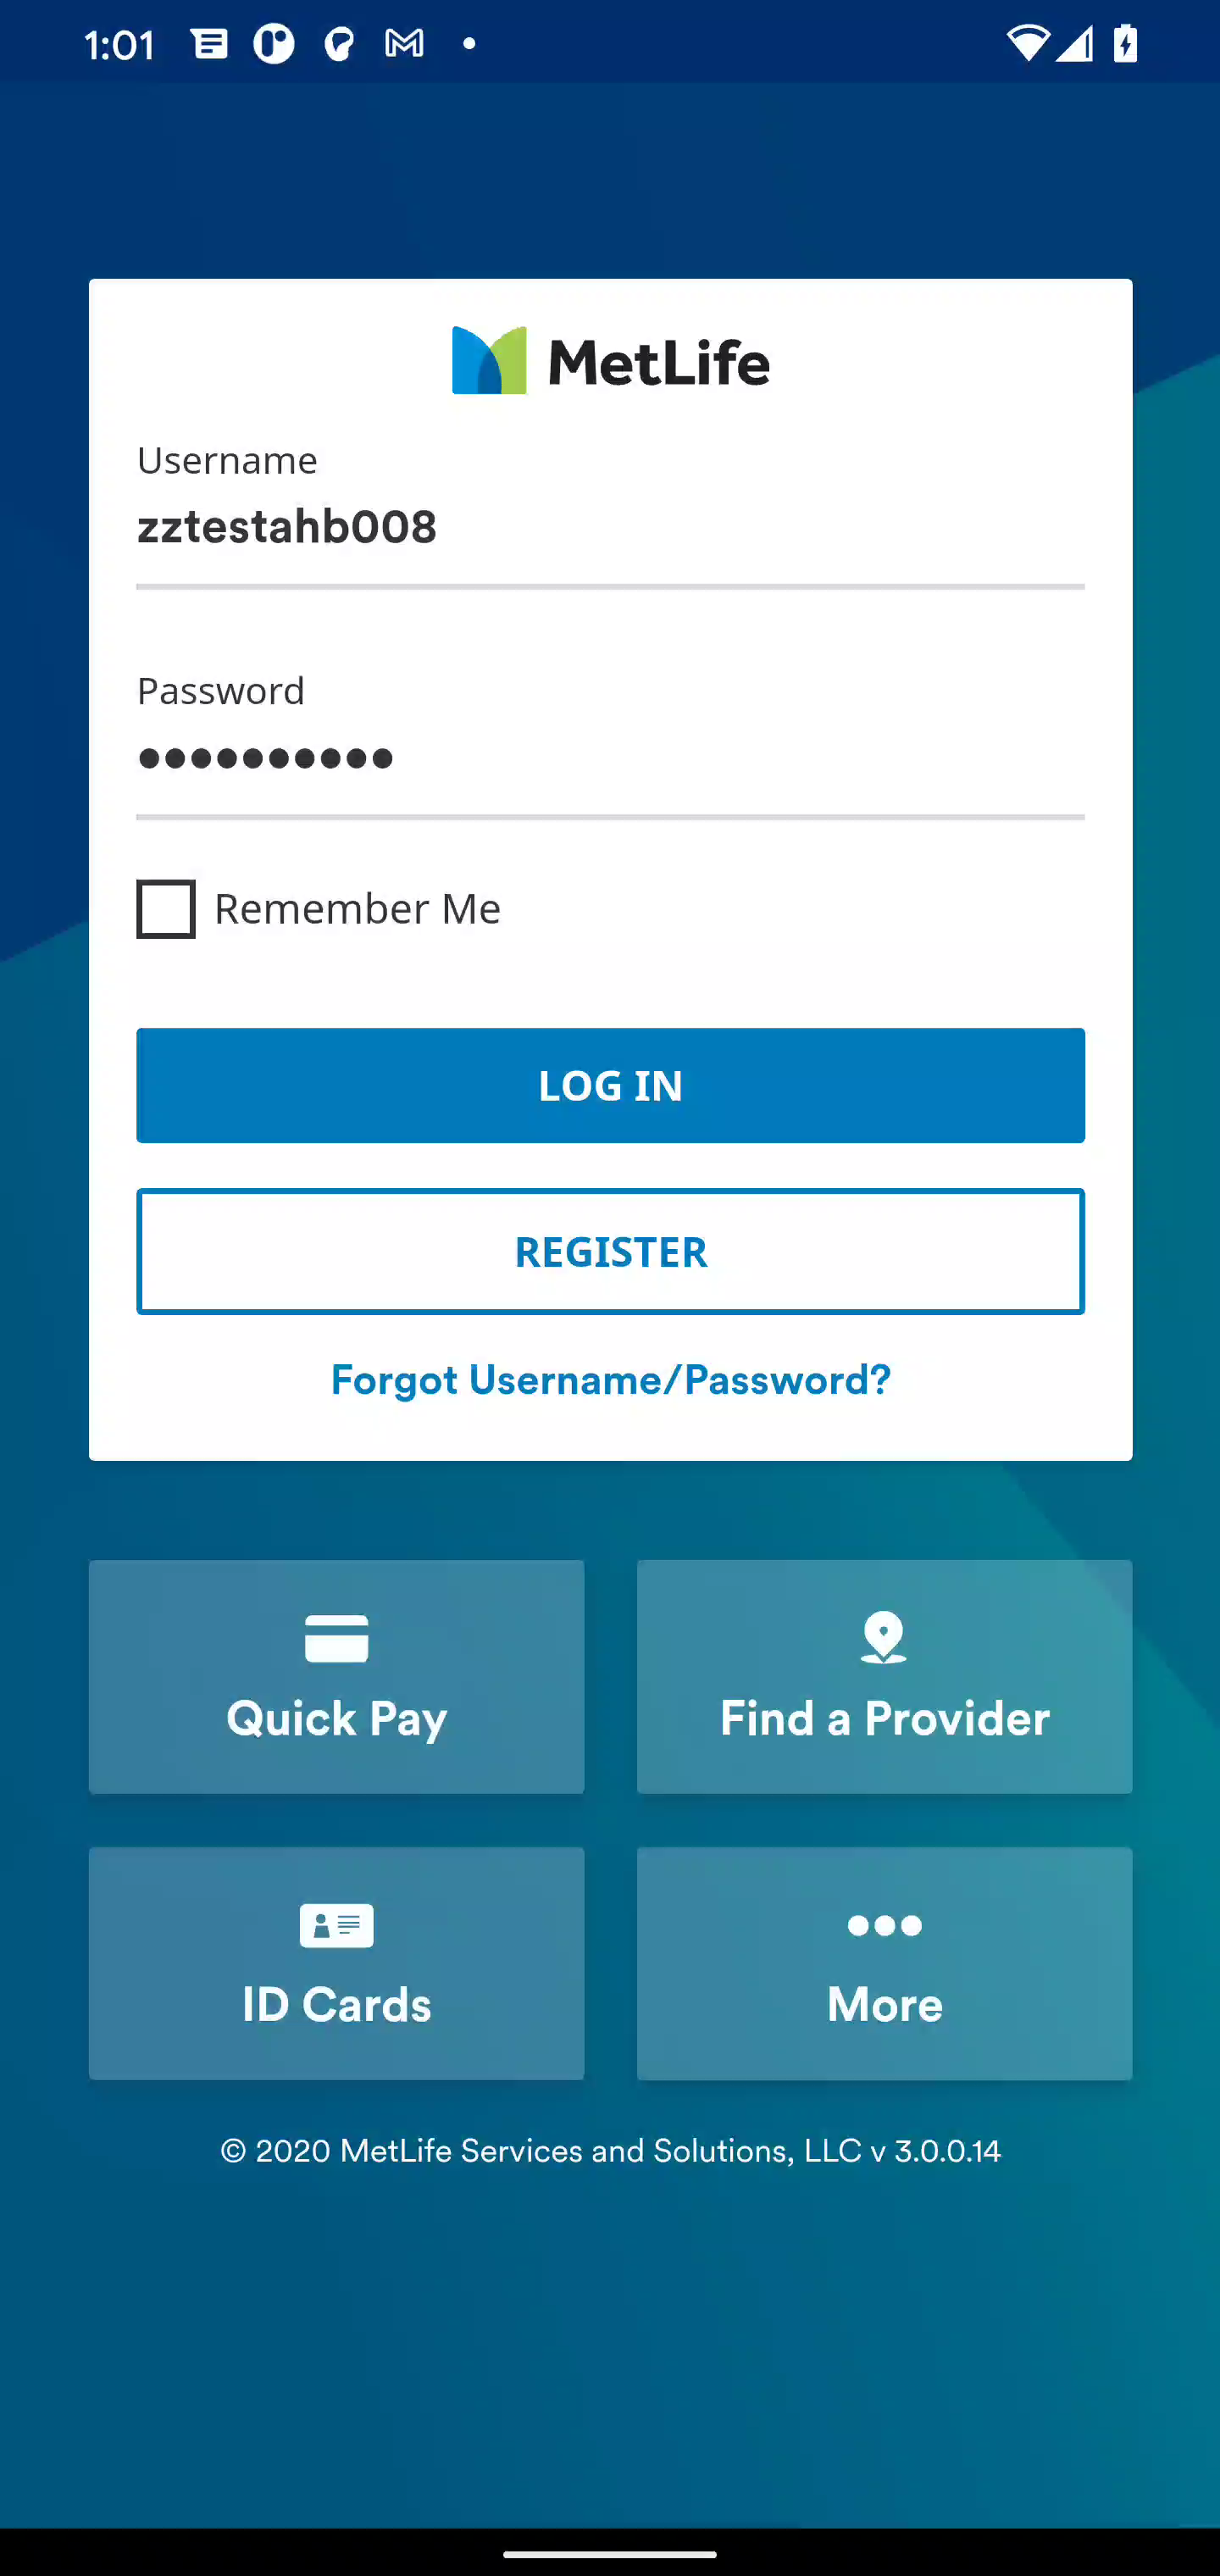 1:01
MetLife
Username
zztestahb008
Password
••••••••••
Remember Me
LOG IN
REGISTER
Forgot Username/Password?
Quick Pay
Find a Provider
ID Cards
More
© 2020 MetLife Services and Solutions, LLC v 3.0.0.14